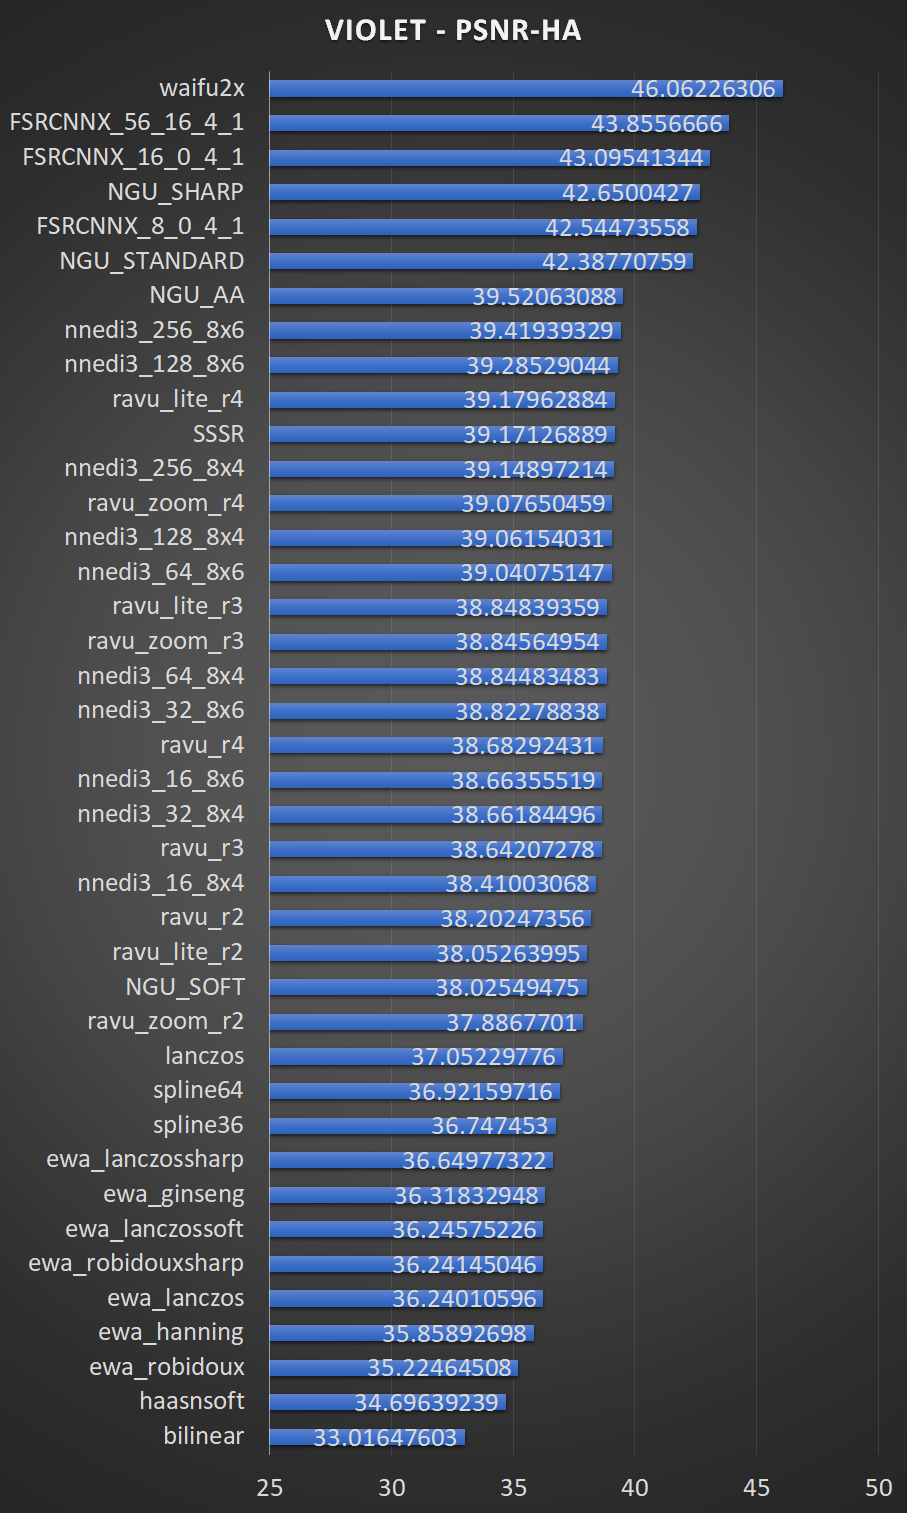 VIOLET - PSNR-HA
waifu2x 46.06226306
FSRCNNX_56_16_4_1 43.8556666
FSRCNNX_16_0_4_1 43.09541344
NGU_SHARP 42.6500427
FSRCNNX_8_0_4_1 42.54473558
NGU_STANDARD 42.38770759
NGU_AA 39.52063088
nnedi3_256_8x6 39.41939329
nnedi3_128_8x6 39.28529044
ravu_lite_r4 39.17962884
SSSR 39.17126889
nnedi3_256_8x4 39.14897214
ravu_zoom_r4 39.07650459
nnedi3_128_8x4 39.06154031
nnedi3_64_8x6 39.04075147
ravu_lite_r3 38.84839359
ravu_zoom_r3 38.84564954
nnedi3_64_8x4 38.84483483
nnedi3_32_8x6 38.82278838
ravu_r4 38.68292431
nnedi3_16_8x6 38.66355519
nnedi3_32_8x4 38.66184496
ravu_r3 38.64207278
nnedi3_16_8x4 38.41003068
ravu_r2 38.20247356
ravu_lite_r2 38.05263995
NGU_SOFT 38.02549475
ravu_zoom_r2 37.8867701
lanczos 37.05229776
spline64 36.92159716
spline36 36.747453
ewa_lanczossharp 36.64977322
ewa_ginseng 36.31832948
ewa_lanczossoft 36.24575226
ewa_robidouxsharp 36.24145046
ewa_lanczos 36.24010596
ewa_hanning 35.85892698
ewa_robidoux 35.22464508
haasnsoft 34.69639239
bilinear 33.01647603
25 30 35 40 45 50